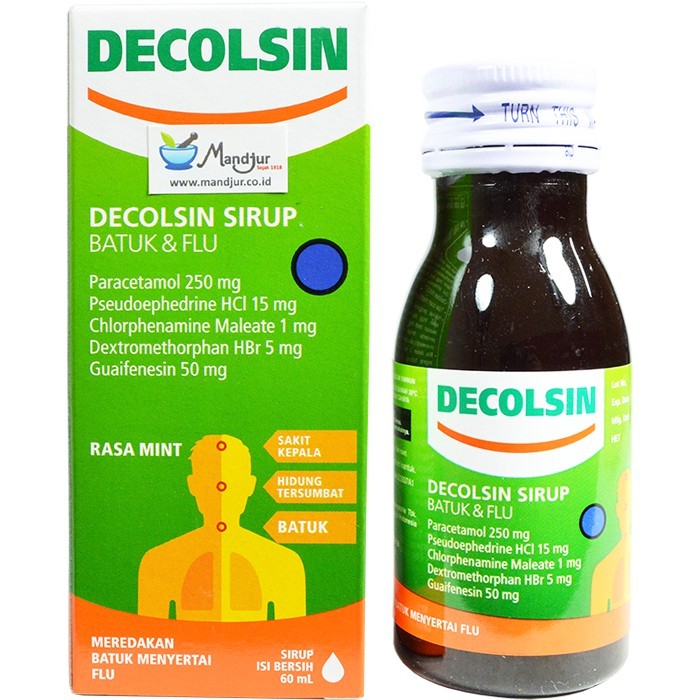 DECOLSIN
Mandjur
Sejak 1918
www.mandjur.co.id
DECOLSIN SIRUP
BATUK & FLU
Paracetamol 250 mg
Pseudoephedrine HCl 15 mg
Chlorphenamine Maleate 1 mg
Dextromethorphan HBr 5 mg
Guaifenesin 50 mg
RASA MINT
SAKIT
KEPALA
HIDUNG
TERSUMBAT
BATUK
MEREDAKAN
BATUK MENYERTAI
FLU
SIRUP
ISI BERSIH
60 mL
TURN THIS
DECOLSIN
DECOLSIN SIRUP
BATUK & FLU
Paracetamol 250 mg
Pseudoephedrine HCl 15 mg
Chlorphenamine Maleate 1 mg
Dextromethorphan HBr 5 mg
Guaifenesin 50 mg
BATUK MENYERTAI FLU